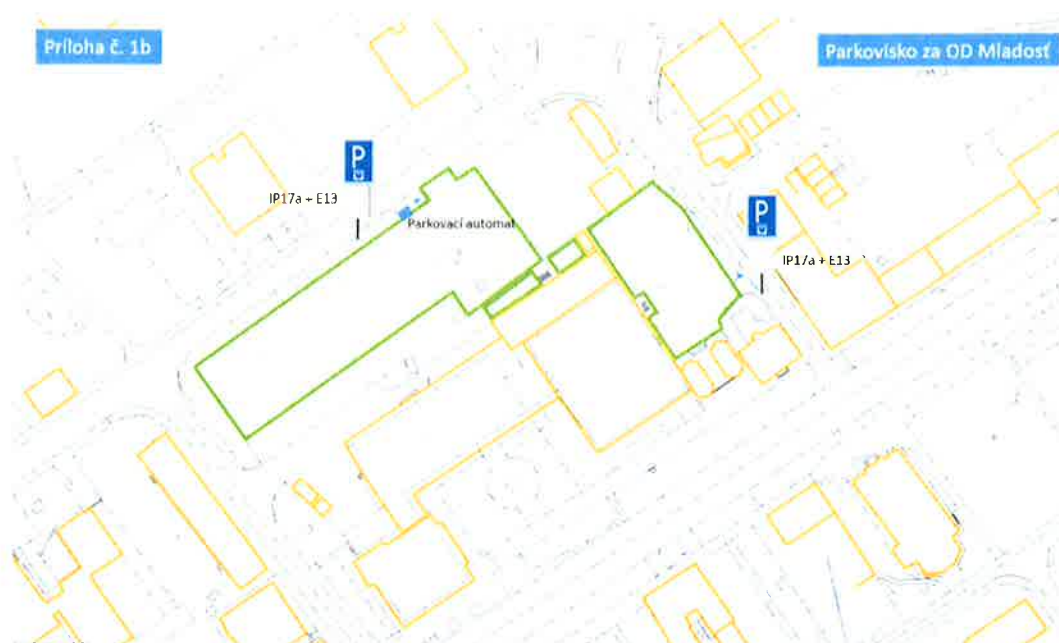 Príloha č. 1b
Parkovisko za OD Mladosť
P
IP17a + E13
Parkovací automat
P
IP17a + E13